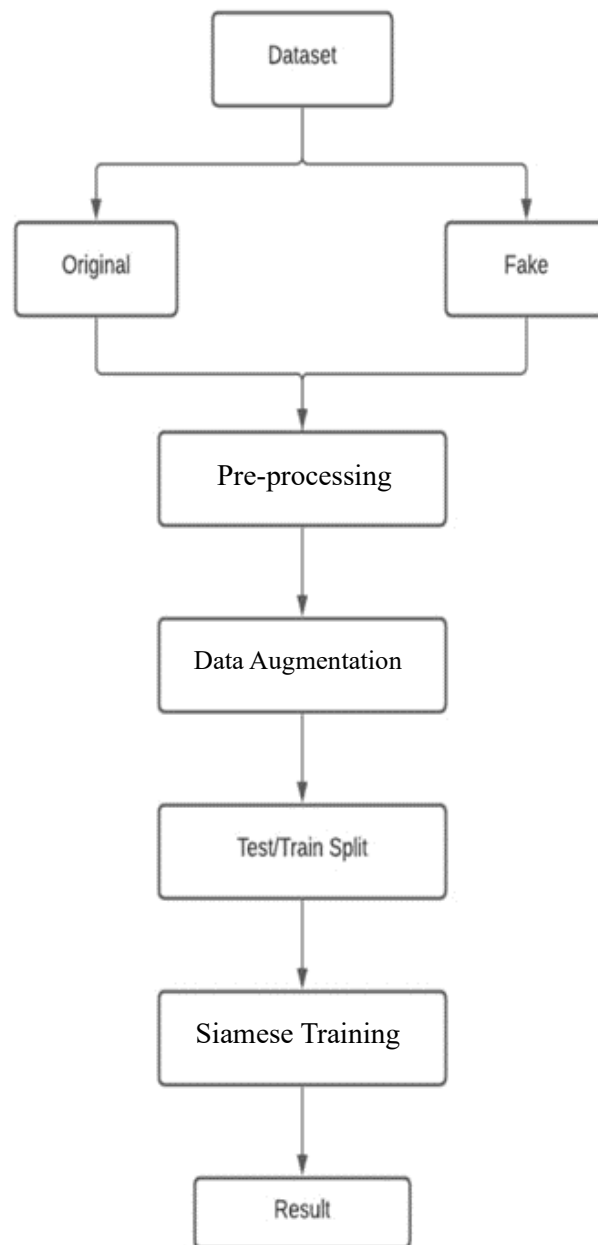 Dataset
Original
Fake
Pre-processing
Data Augmentation
Test/Train Split
Siamese Training
Result